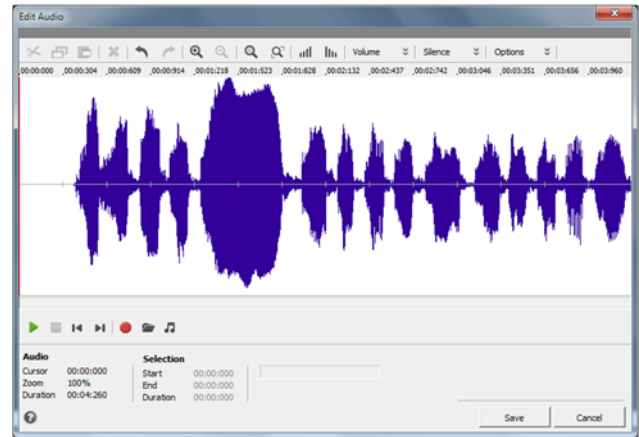 Edit Audio
Volume Silence Options
00:00:000 00:00:304 00:00:609 00:00:914 00:01:218 00:01:523 00:01:828 00:02:132 00:02:437 00:02:742 00:03:046 00:03:351 00:03:656 00:03:960
Audio Selection
Cursor 00:00:000 Start 00:00:000
Zoom 100% End 00:00:000
Duration 00:04:260 Duration 00:00:000
Save Cancel